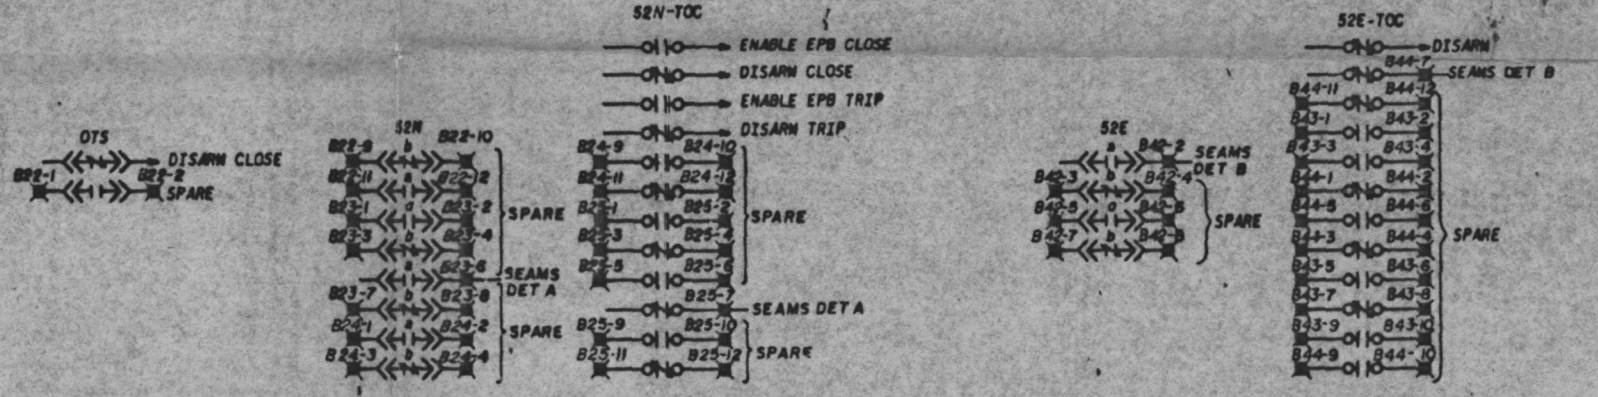 OTS
DISARM CLOSE
B22-1 B22-2
SPARE
52N
B22-9 b B22-10
B22-11 a B22-12
B23-1 a B23-2
SPARE
B23-3 b B23-4
a B23-6
SEAMS
DET A
B23-7 b B23-8
B24-1 a B24-2
SPARE
B24-3 b B24-4
52N-TOC
ENABLE EPB CLOSE
DISARM CLOSE
ENABLE EPB TRIP
DISARM TRIP
B24-9 B24-10
B24-11 B24-12
B25-1 B25-2
SPARE
B25-3 B25-4
B25-5 B25-6
B25-7
SEAMS DET A
B25-9 B25-10
B25-11 B25-12
SPARE
52E
a B42-2
SEAMS
DET B
B42-3 b B42-4
B42-5 a B42-6
SPARE
B42-7 b B42-8
52E-TOC
DISARM
B44-7
SEAMS DET B
B44-11 B44-12
B43-1 B43-2
B43-3 B43-4
B44-1 B44-2
B44-5 B44-6
SPARE
B44-3 B44-4
B43-5 B43-6
B43-7 B43-8
B43-9 B43-10
B44-9 B44-10